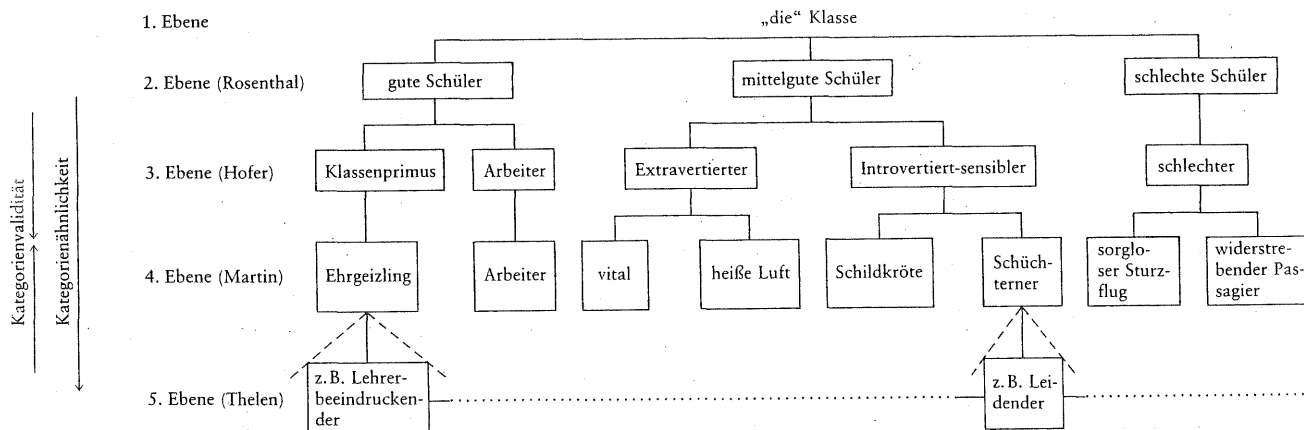 1. Ebene
„die“ Klasse
2. Ebene (Rosenthal)
gute Schüler
mittelgute Schüler
schlechte Schüler
3. Ebene (Hofer)
Klassenprimus
Arbeiter
Extravertierter
Introvertiert-sensibler
schlechter
4. Ebene (Martin)
Ehrgeizling
Arbeiter
vital
heiße Luft
Schildkröte
Schüch-
terner
sorglo-
ser Sturz-
flug
widerstre-
bender Pas-
sagier
5. Ebene (Thelen)
z.B. Lehrer-
beeindrucken-
der
z.B. Lei-
dender
Kategorienvalidität
Kategorienähnlichkeit